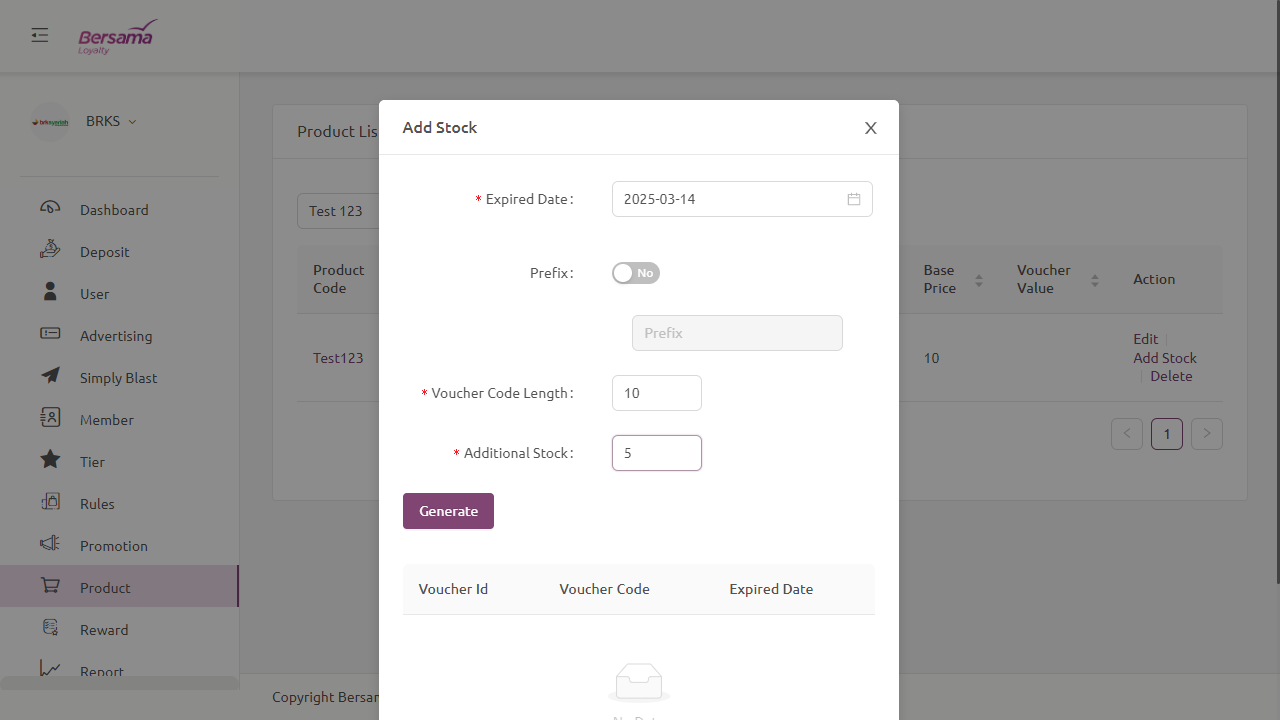 Bersama
Loyalty
BRKS
Dashboard
Deposit
User
Advertising
Simply Blast
Member
Tier
Rules
Promotion
Product
Reward
Report
Product Lis
Test 123
Product Code
Test123
Base Price
Voucher Value
Action
10
Edit
Add Stock
Delete
1
Copyright Bersam
Add Stock
* Expired Date:
2025-03-14
Prefix:
No
Prefix
* Voucher Code Length:
10
* Additional Stock:
5
Generate
Voucher Id
Voucher Code
Expired Date